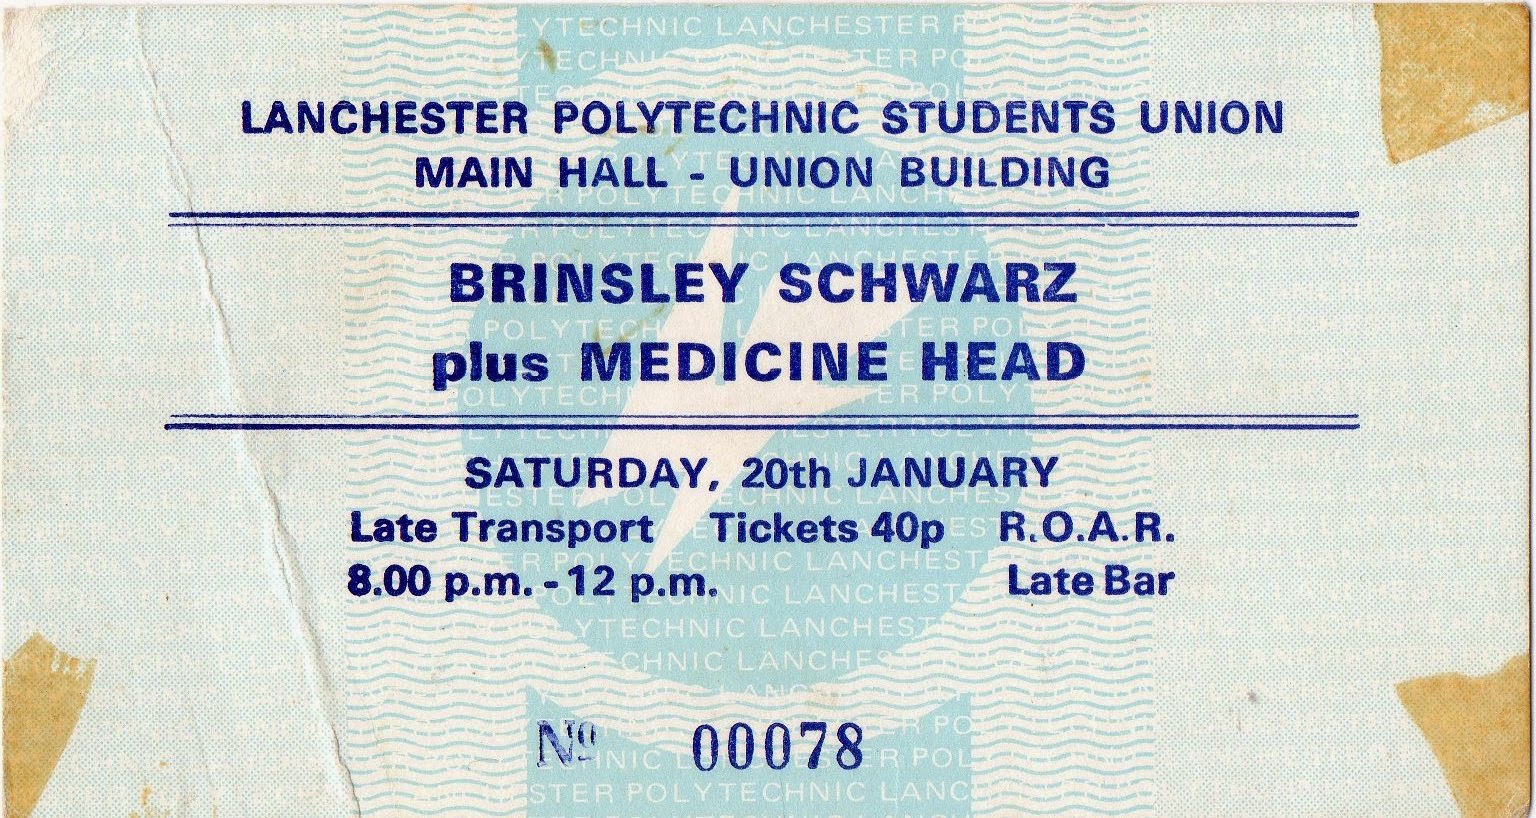 LANCHESTER POLYTECHNIC STUDENTS UNION
MAIN HALL - UNION BUILDING
BRINSLEY SCHWARZ
plus MEDICINE HEAD
SATURDAY, 20th JANUARY
Late Transport Tickets 40p R.O.A.R.
8.00 p.m. - 12 p.m. Late Bar
Nº 00078